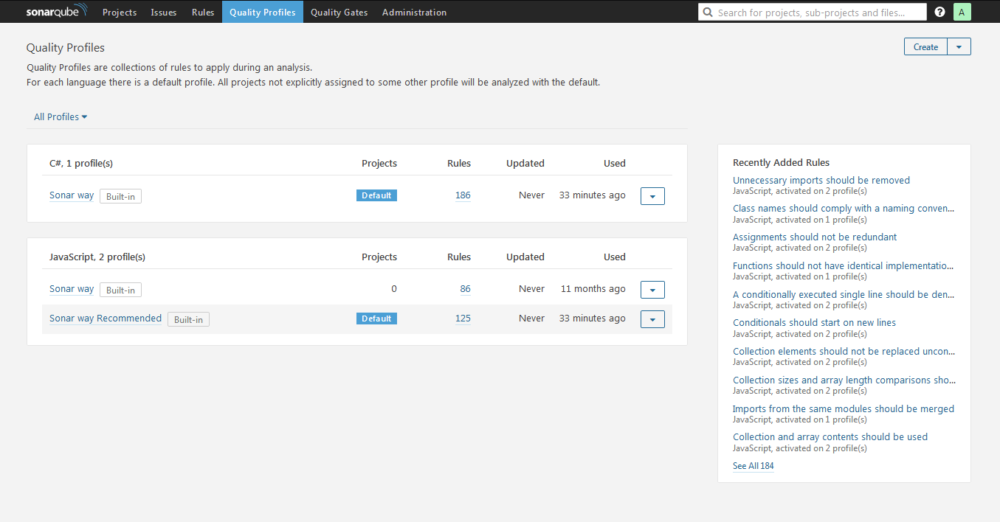 sonarqube Projects Issues Rules Quality Profiles Quality Gates Administration Search for projects, sub-projects and files... ? A
Quality Profiles Create
Quality Profiles are collections of rules to apply during an analysis.
For each language there is a default profile. All projects not explicitly assigned to some other profile will be analyzed with the default.
All Profiles
C#, 1 profile(s) Projects Rules Updated Used
Sonar way Built-in Default 186 Never 33 minutes ago
JavaScript, 2 profile(s) Projects Rules Updated Used
Sonar way Built-in 0 86 Never 11 months ago
Sonar way Recommended Built-in Default 125 Never 33 minutes ago
Recently Added Rules
Unnecessary imports should be removed
JavaScript, activated on 2 profile(s)
Class names should comply with a naming conven...
JavaScript, activated on 1 profile(s)
Assignments should not be redundant
JavaScript, activated on 2 profile(s)
Functions should not have identical implementatio...
JavaScript, activated on 1 profile(s)
A conditionally executed single line should be den...
JavaScript, activated on 2 profile(s)
Conditionals should start on new lines
JavaScript, activated on 2 profile(s)
Collection elements should not be replaced uncon...
JavaScript, activated on 2 profile(s)
Collection sizes and array length comparisons sho...
JavaScript, activated on 2 profile(s)
Imports from the same modules should be merged
JavaScript, activated on 1 profile(s)
Collection and array contents should be used
JavaScript, activated on 2 profile(s)
See All 184